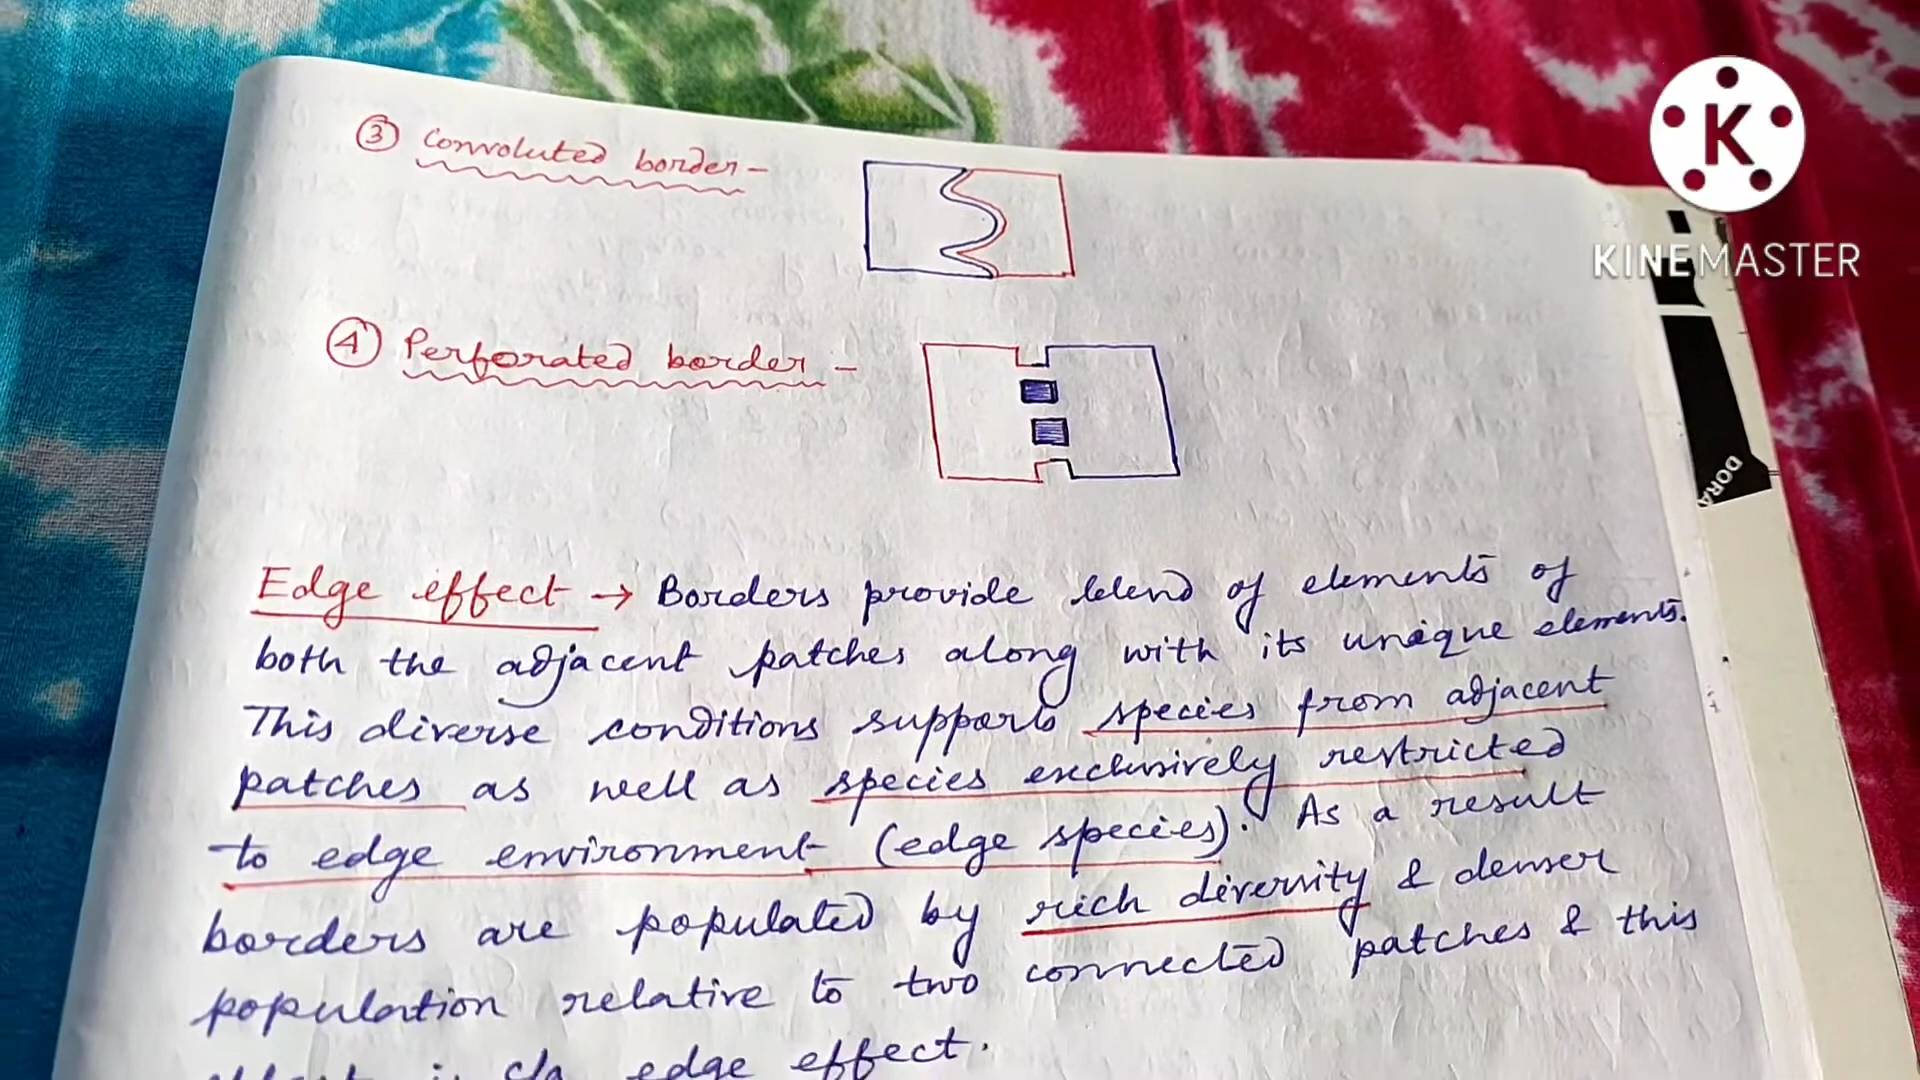 ③ Convoluted border-
④ Perforated border -
Edge effect → Borders provide blend of elements of
both the adjacent patches along with its unique elements.
This diverse conditions supports species from adjacent
patches as well as species exclusively restricted
to edge environment (edge species). As a result
borders are populated by rich diversity & denser
population relative to two connected patches & this
effect is c/a edge effect.
K
KINEMASTER
DORA